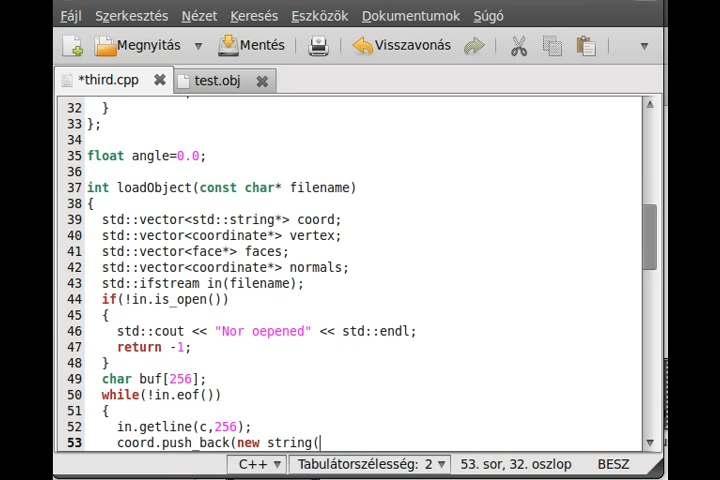 Fájl Szerkesztés Nézet Keresés Eszközök Dokumentumok Súgó
Megnyitás Mentés Visszavonás
*third.cpp test.obj
32 }
33 };
34
35 float angle=0.0;
36
37 int loadObject(const char* filename)
38 {
39 std::vector<std::string*> coord;
40 std::vector<coordinate*> vertex;
41 std::vector<face*> faces;
42 std::vector<coordinate*> normals;
43 std::ifstream in(filename);
44 if(!in.is_open())
45 {
46 std::cout << "Nor oepened" << std::endl;
47 return -1;
48 }
49 char buf[256];
50 while(!in.eof())
51 {
52 in.getline(c,256);
53 coord.push_back(new string(
C++ Tabulátorszélesség: 2 53. sor, 32. oszlop BESZ